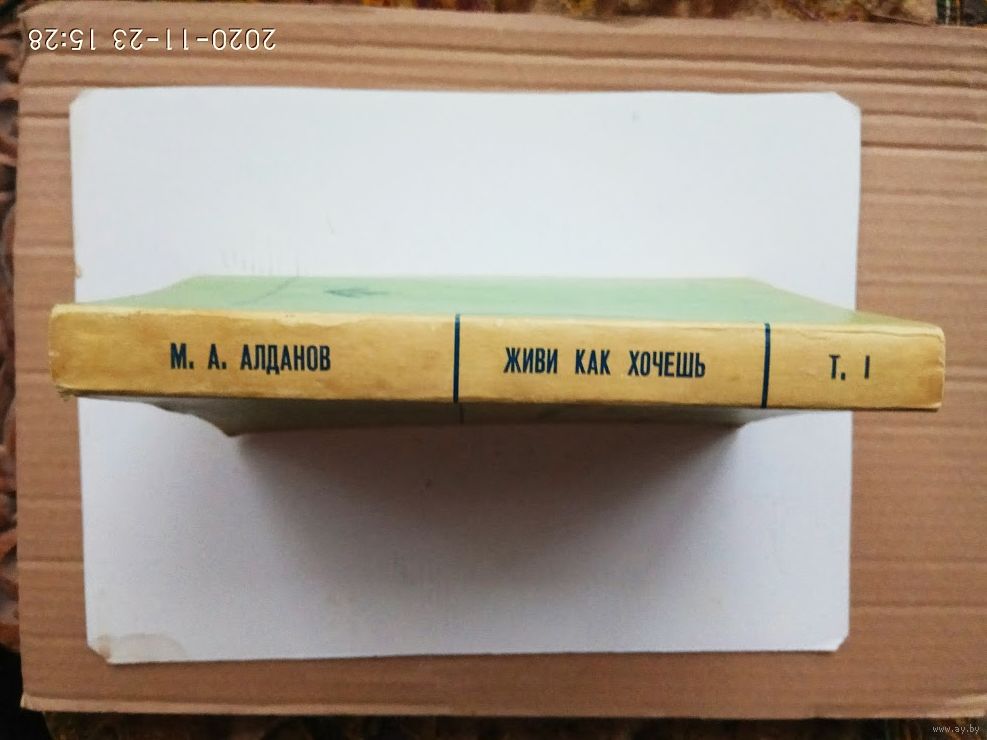 2020-11-23 15:28
М. А. АЛДАНОВ
ЖИВИ КАК ХОЧЕШЬ
Т. I
www.ay.by